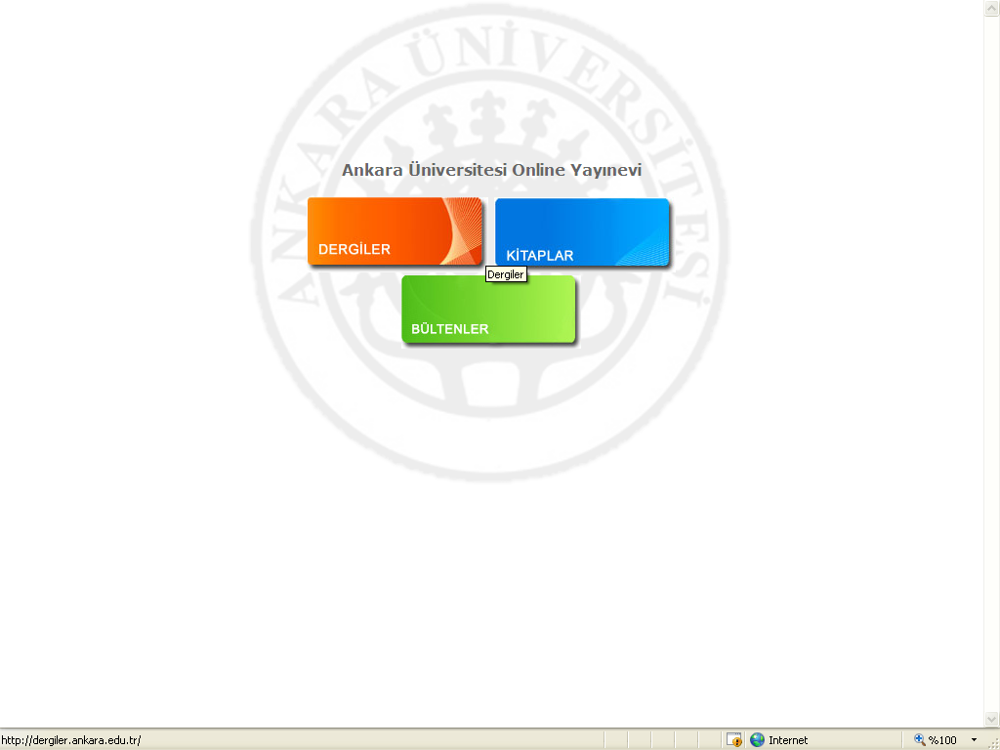 ANKARA ÜNİVERSİTESİ
Ankara Üniversitesi Online Yayınevi
DERGİLER
KİTAPLAR
Dergiler
BÜLTENLER
http://dergiler.ankara.edu.tr/
Internet
%100